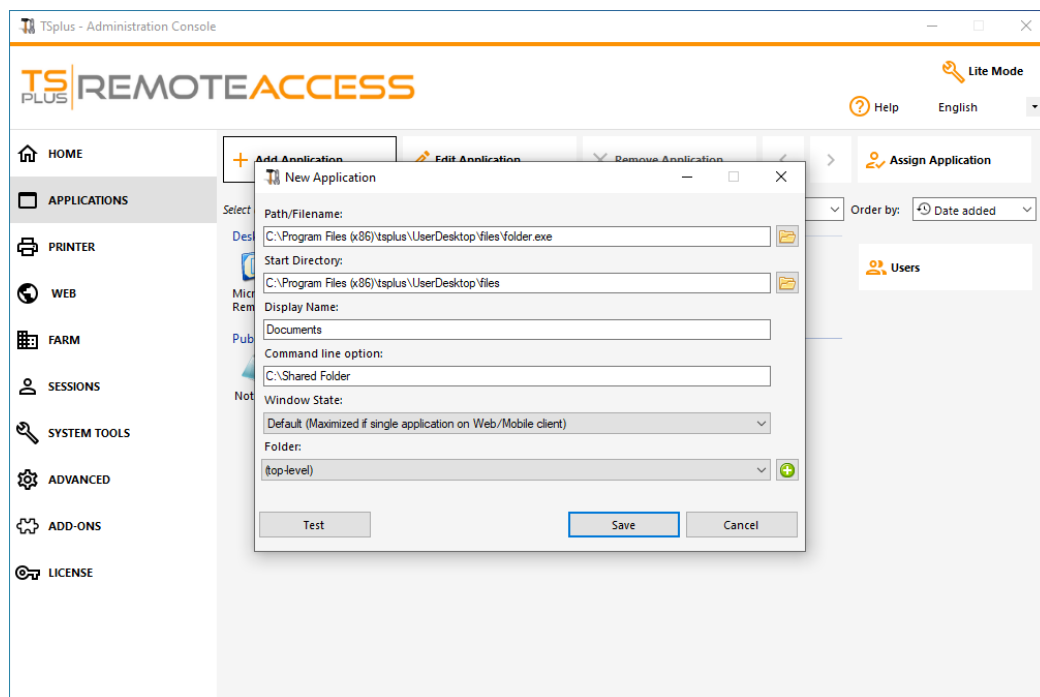 TSplus - Administration Console
TS PLUS REMOTEACCESS
Lite Mode
Help English
HOME
APPLICATIONS
PRINTER
WEB
FARM
SESSIONS
SYSTEM TOOLS
ADVANCED
ADD-ONS
LICENSE
Add Application Edit Application Remove Application Assign Application
Select
Order by: Date added
Users
New Application
Path/Filename:
C:\Program Files (x86)\tsplus\UserDesktop\files\folder.exe
Start Directory:
C:\Program Files (x86)\tsplus\UserDesktop\files
Display Name:
Documents
Command line option:
C:\Shared Folder
Window State:
Default (Maximized if single application on Web/Mobile client)
Folder:
(top-level)
Test Save Cancel